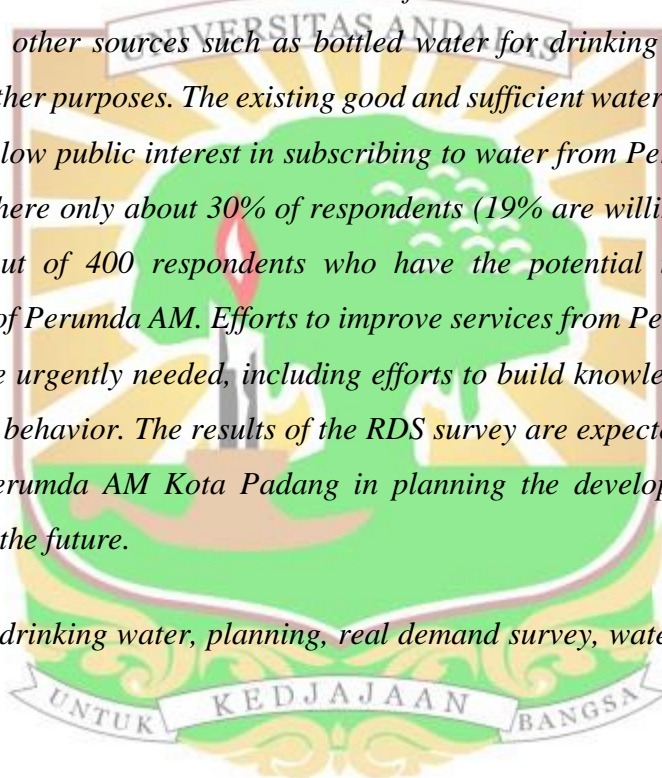 UNIVERSITAS ANDALAS
other sources such as bottled water for drinking
ther purposes. The existing good and sufficient water
low public interest in subscribing to water from Pe
here only about 30% of respondents (19% are willi
ut of 400 respondents who have the potential
of Perumda AM. Efforts to improve services from Pe
e urgently needed, including efforts to build knowle
behavior. The results of the RDS survey are expecte
erumda AM Kota Padang in planning the develop
the future.
drinking water, planning, real demand survey, wate
UNTUK KEDJAJAAN BANGSA